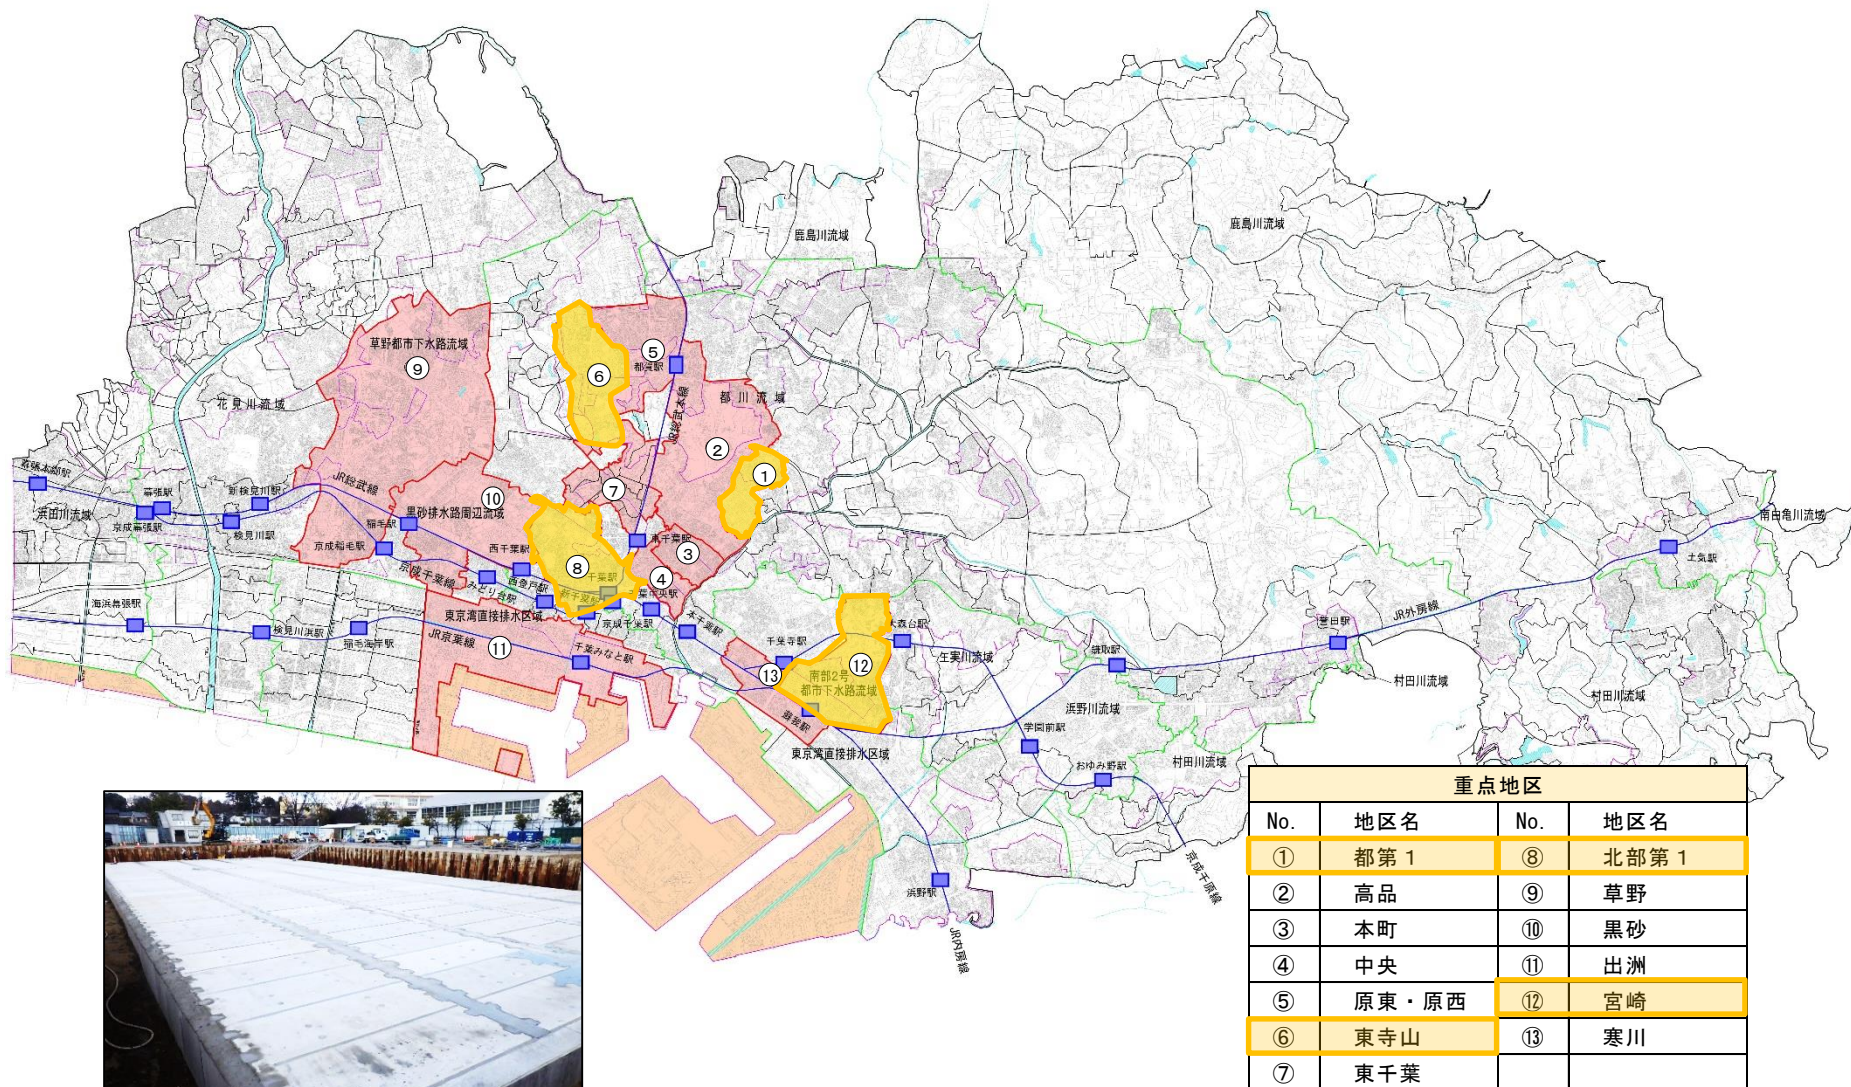 鹿島川流域
鹿島川流域
草野都市下水路流域
⑨
⑤
都賀駅
⑥
花見川流域
都川流域
JR総武本線
②
①
幕張本郷駅
JR総武線
⑩
⑦
新検見川駅
幕張駅
浜田川流域
黒砂排水路周辺流域
稲毛駅
南白亀川流域
京成幕張駅
検見川駅
京成稲毛駅
西千葉駅
東千葉駅
③
土気駅
⑧
④
千葉駅
京成千葉線
みどり台駅
西登戸駅
新千葉駅
千葉中央駅
海浜幕張駅
東京湾直接排水区域
京成千葉駅
本千葉駅
大森台駅
JR外房線
誉田駅
検見川浜駅
稲毛海岸駅
JR京葉線
⑪
千葉みなと駅
千葉寺駅
⑬
⑫
南部2号
都市下水路流域
生実川流域
鎌取駅
村田川流域
村田川流域
蘇我駅
浜野川流域
学園前駅
東京湾直接排水区域
おゆみ野駅
村田川流域
浜野駅
京成千原線
JR内房線
重点地区
No. 地区名 No. 地区名
① 都第1 ⑧ 北部第1
② 高品 ⑨ 草野
③ 本町 ⑩ 黒砂
④ 中央 ⑪ 出洲
⑤ 原東・原西 ⑫ 宮崎
⑥ 東寺山 ⑬ 寒川
⑦ 東千葉